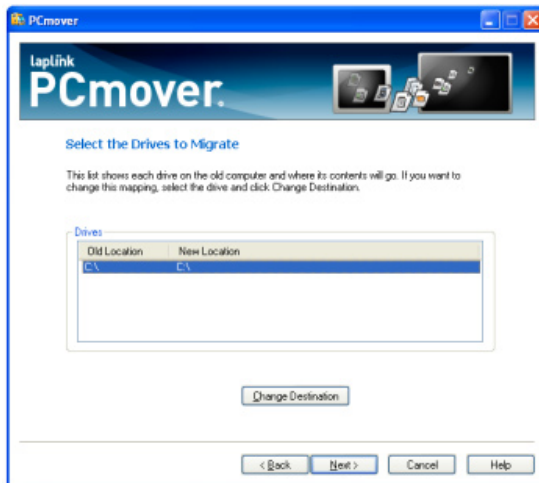 PCmover
laplink
PCmover.
Select the Drives to Migrate
This list shows each drive on the old computer and where its contents will go. If you want to
change this mapping, select the drive and click Change Destination.
Drives
Old Location New Location
C:\ C:\
Change Destination
< Back Next > Cancel Help